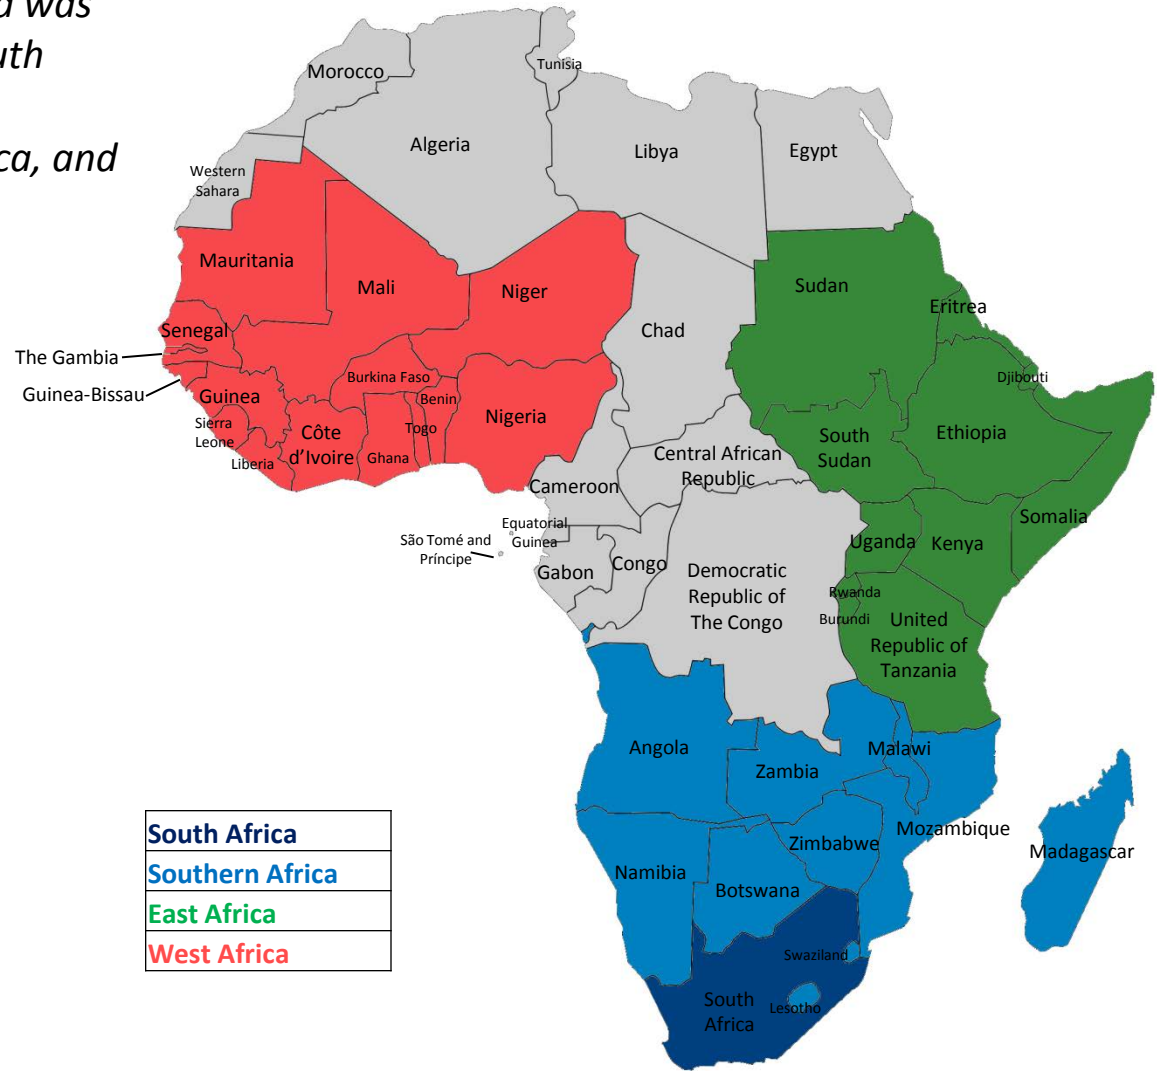 a was
uth
ca, and
Morocco
Tunisia
Algeria
Libya
Egypt
Western
Sahara
Mauritania
Mali
Niger
Sudan
Chad
Eritrea
Senegal
The Gambia
Guinea-Bissau
Guinea
Burkina Faso
Benin
Djibouti
Nigeria
Sierra
Leone
Côte
d’Ivoire
Togo
Ghana
Liberia
South
Sudan
Ethiopia
Central African
Republic
Cameroon
Somalia
Equatorial
Guinea
São Tomé and
Príncipe
Uganda
Kenya
Gabon
Congo
Democratic
Republic of
The Congo
Rwanda
Burundi
United
Republic of
Tanzania
Angola
Zambia
Malawi
Mozambique
Zimbabwe
Madagascar
Namibia
Botswana
Swaziland
South
Africa
Lesotho
South Africa
Southern Africa
East Africa
West Africa